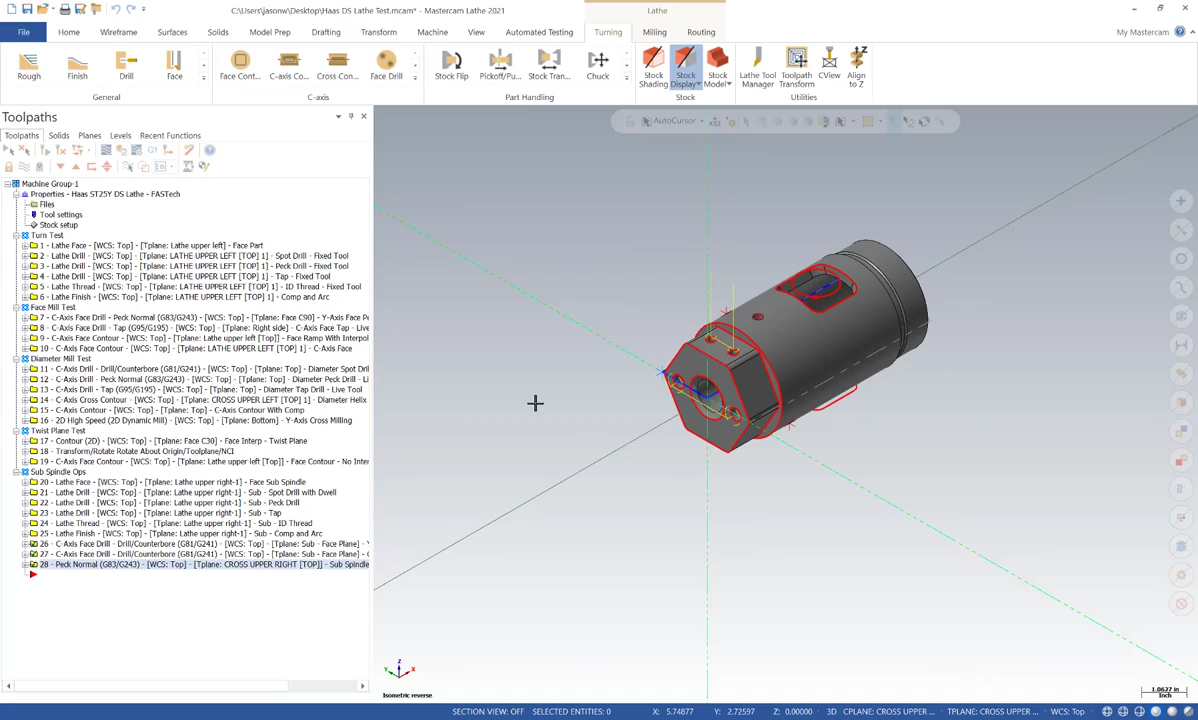 C:\Users\jasonw\Desktop\Haas DS Lathe Test.mcam* - Mastercam Lathe 2021
Lathe
File Home Wireframe Surfaces Solids Model Prep Drafting Transform Machine View Automated Testing Turning Milling Routing My Mastercam
Rough Finish Drill Face Face Cont... C-axis Co... Cross Con... Face Drill Stock Flip Pickoff/Pu... Stock Tran... Chuck Stock Shading Stock Display Stock Model Lathe Tool Manager Toolpath Transform CView Align to Z
General C-axis Part Handling Stock Utilities
Toolpaths
AutoCursor
Toolpaths Solids Planes Levels Recent Functions
Machine Group-1
Properties - Haas ST25Y DS Lathe - FASTech
Files
Tool settings
Stock setup
Turn Test
1 - Lathe Face - [WCS: Top] - [Tplane: Lathe upper left] - Face Part
2 - Lathe Drill - [WCS: Top] - [Tplane: LATHE UPPER LEFT [TOP] 1] - Spot Drill - Fixed Tool
3 - Lathe Drill - [WCS: Top] - [Tplane: LATHE UPPER LEFT [TOP] 1] - Peck Drill - Fixed Tool
4 - Lathe Drill - [WCS: Top] - [Tplane: LATHE UPPER LEFT [TOP] 1] - Tap - Fixed Tool
5 - Lathe Thread - [WCS: Top] - [Tplane: LATHE UPPER LEFT [TOP] 1] - ID Thread - Fixed Tool
6 - Lathe Finish - [WCS: Top] - [Tplane: LATHE UPPER LEFT [TOP] 1] - Comp and Arc
Face Mill Test
7 - C-Axis Face Drill - Peck Normal (G83/G243) - [WCS: Top] - [Tplane: Face C90] - Y-Axis Face
8 - C-Axis Face Drill - Tap (G95/G195) - [WCS: Top] - [Tplane: Right side] - C-Axis Face Tap - Live
9 - C-Axis Face Contour - [WCS: Top] - [Tplane: Lathe upper left [Top]] - Face Ramp With Interpol
10 - C-Axis Face Contour - [WCS: Top] - [Tplane: LATHE UPPER LEFT [TOP] 1] - C-Axis Face
Diameter Mill Test
11 - C-Axis Drill - Drill/Counterbore (G81/G241) - [WCS: Top] - [Tplane: Top] - Diameter Spot Drill
12 - C-Axis Drill - Peck Normal (G83/G243) - [WCS: Top] - [Tplane: Top] - Diameter Peck Drill - L
13 - C-Axis Drill - Tap (G95/G195) - [WCS: Top] - [Tplane: Top] - Diameter Tap Drill - Live Tool
14 - C-Axis Cross Contour - [WCS: Top] - [Tplane: CROSS UPPER LEFT [TOP]] - Diameter Helix
15 - C-Axis Contour - [WCS: Top] - [Tplane: Top] - C-Axis Contour With Comp
16 - 2D High Speed (2D Dynamic Mill) - [WCS: Top] - [Tplane: Bottom] - Y-Axis Cross Milling
Twist Plane Test
17 - Contour (2D) - [WCS: Top] - [Tplane: Face C30] - Face Interp - Twist Plane
18 - Transform/Rotate Rotate About Origin/Toolplane/NCI
19 - C-Axis Face Contour - [WCS: Top] - [Tplane: Lathe upper left [Top]] - Face Contour - No Inter
Sub Spindle Ops
20 - Lathe Face - [WCS: Top] - [Tplane: Lathe upper right-1] - Face Sub Spindle
21 - Lathe Drill - [WCS: Top] - [Tplane: Lathe upper right-1] - Sub - Spot Drill with Dwell
22 - Lathe Drill - [WCS: Top] - [Tplane: Lathe upper right-1] - Sub - Peck Drill
23 - Lathe Drill - [WCS: Top] - [Tplane: Lathe upper right-1] - Sub - Tap
24 - Lathe Thread - [WCS: Top] - [Tplane: Lathe upper right-1] - Sub - ID Thread
25 - Lathe Finish - [WCS: Top] - [Tplane: Lathe upper right-1] - Sub - Comp and Arc
26 - C-Axis Face Drill - Drill/Counterbore (G81/G241) - [WCS: Top] - [Tplane: Sub - Face Plane] -
27 - C-Axis Face Drill - Drill/Counterbore (G81/G241) - [WCS: Top] - [Tplane: Sub - Face Plane] -
28 - Peck Normal (G83/G243) - [WCS: Top] - [Tplane: CROSS UPPER RIGHT [TOP]] - Sub Spindle
Z
Y X
Isometric reverse
1.0627 in
Inch
SECTION VIEW: OFF SELECTED ENTITIES: 0 X: 5.74877 Y: 2.72597 Z: 0.00000 3D CPLANE: CROSS UPPER ... TPLANE: CROSS UPPER ... WCS: Top